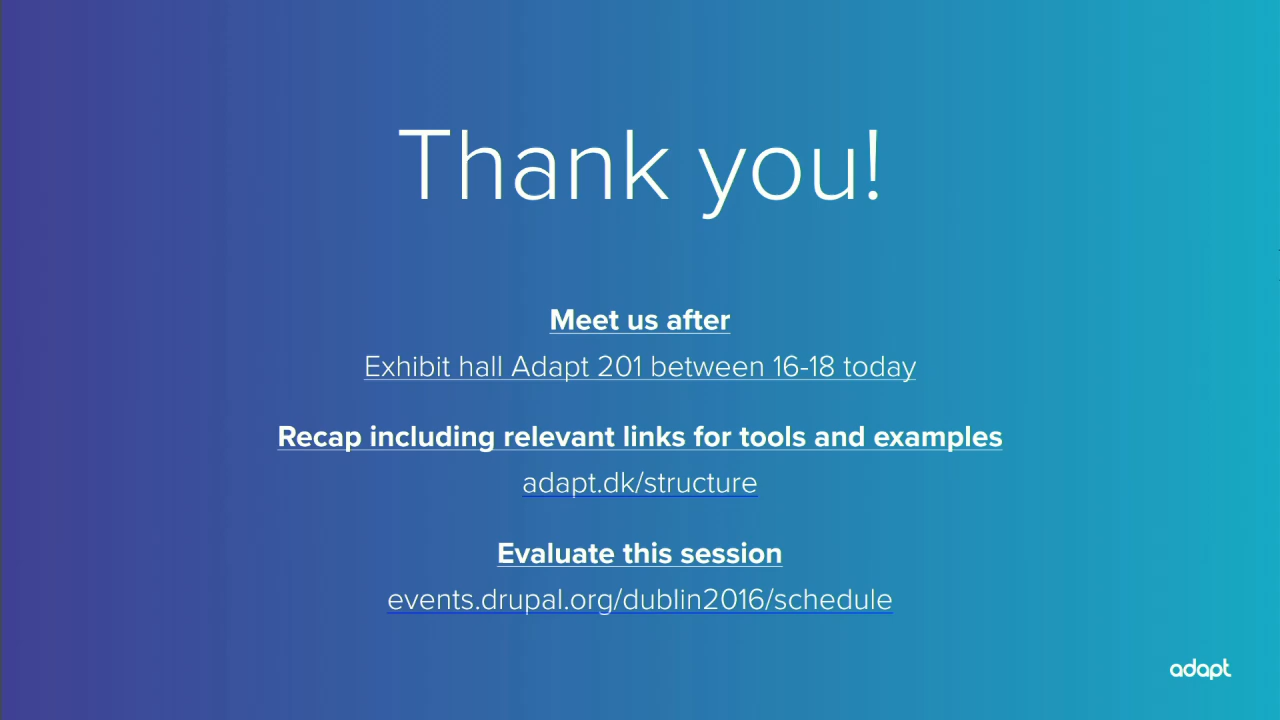 Thank you!
Meet us after
Exhibit hall Adapt 201 between 16-18 today
Recap including relevant links for tools and examples
adapt.dk/structure
Evaluate this session
events.drupal.org/dublin2016/schedule
adapt